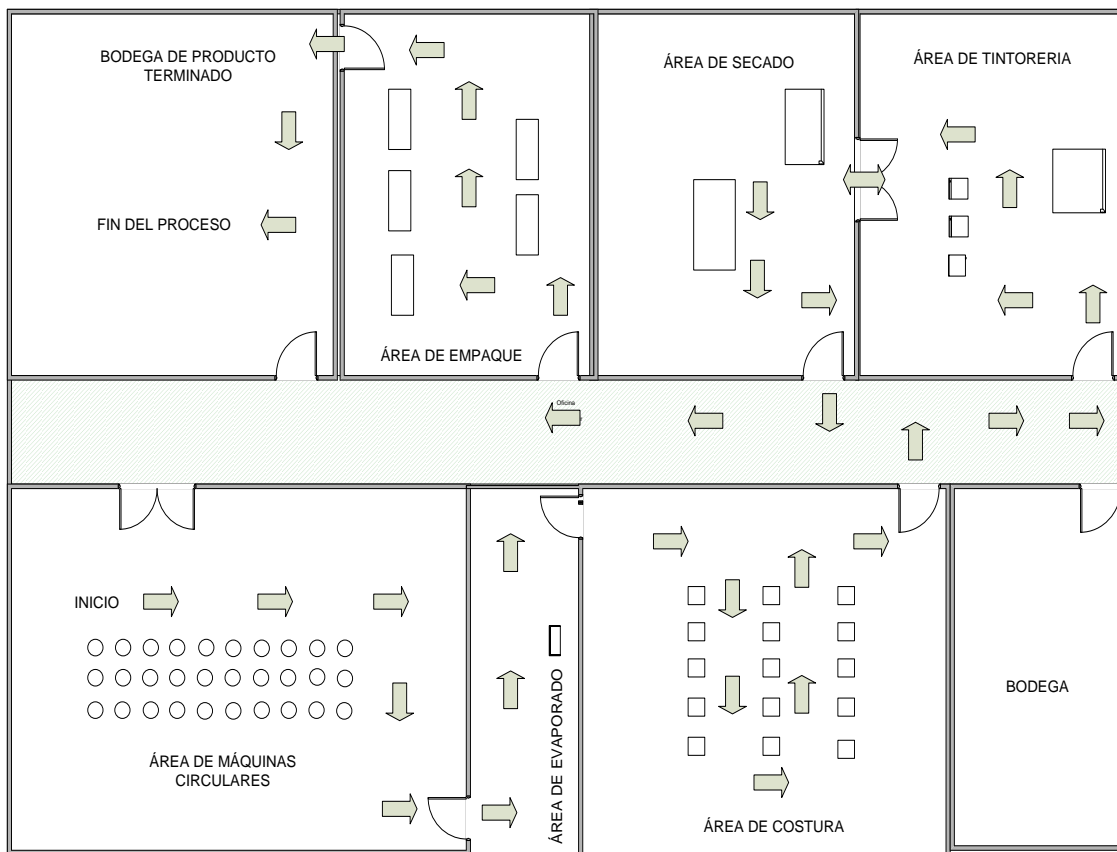 BODEGA DE PRODUCTO
TERMINADO
ÁREA DE SECADO
ÁREA DE TINTORERIA
FIN DEL PROCESO
ÁREA DE EMPAQUE
Oficina
INICIO
ÁREA DE MÁQUINAS
CIRCULARES
ÁREA DE EVAPORADO
BODEGA
ÁREA DE COSTURA